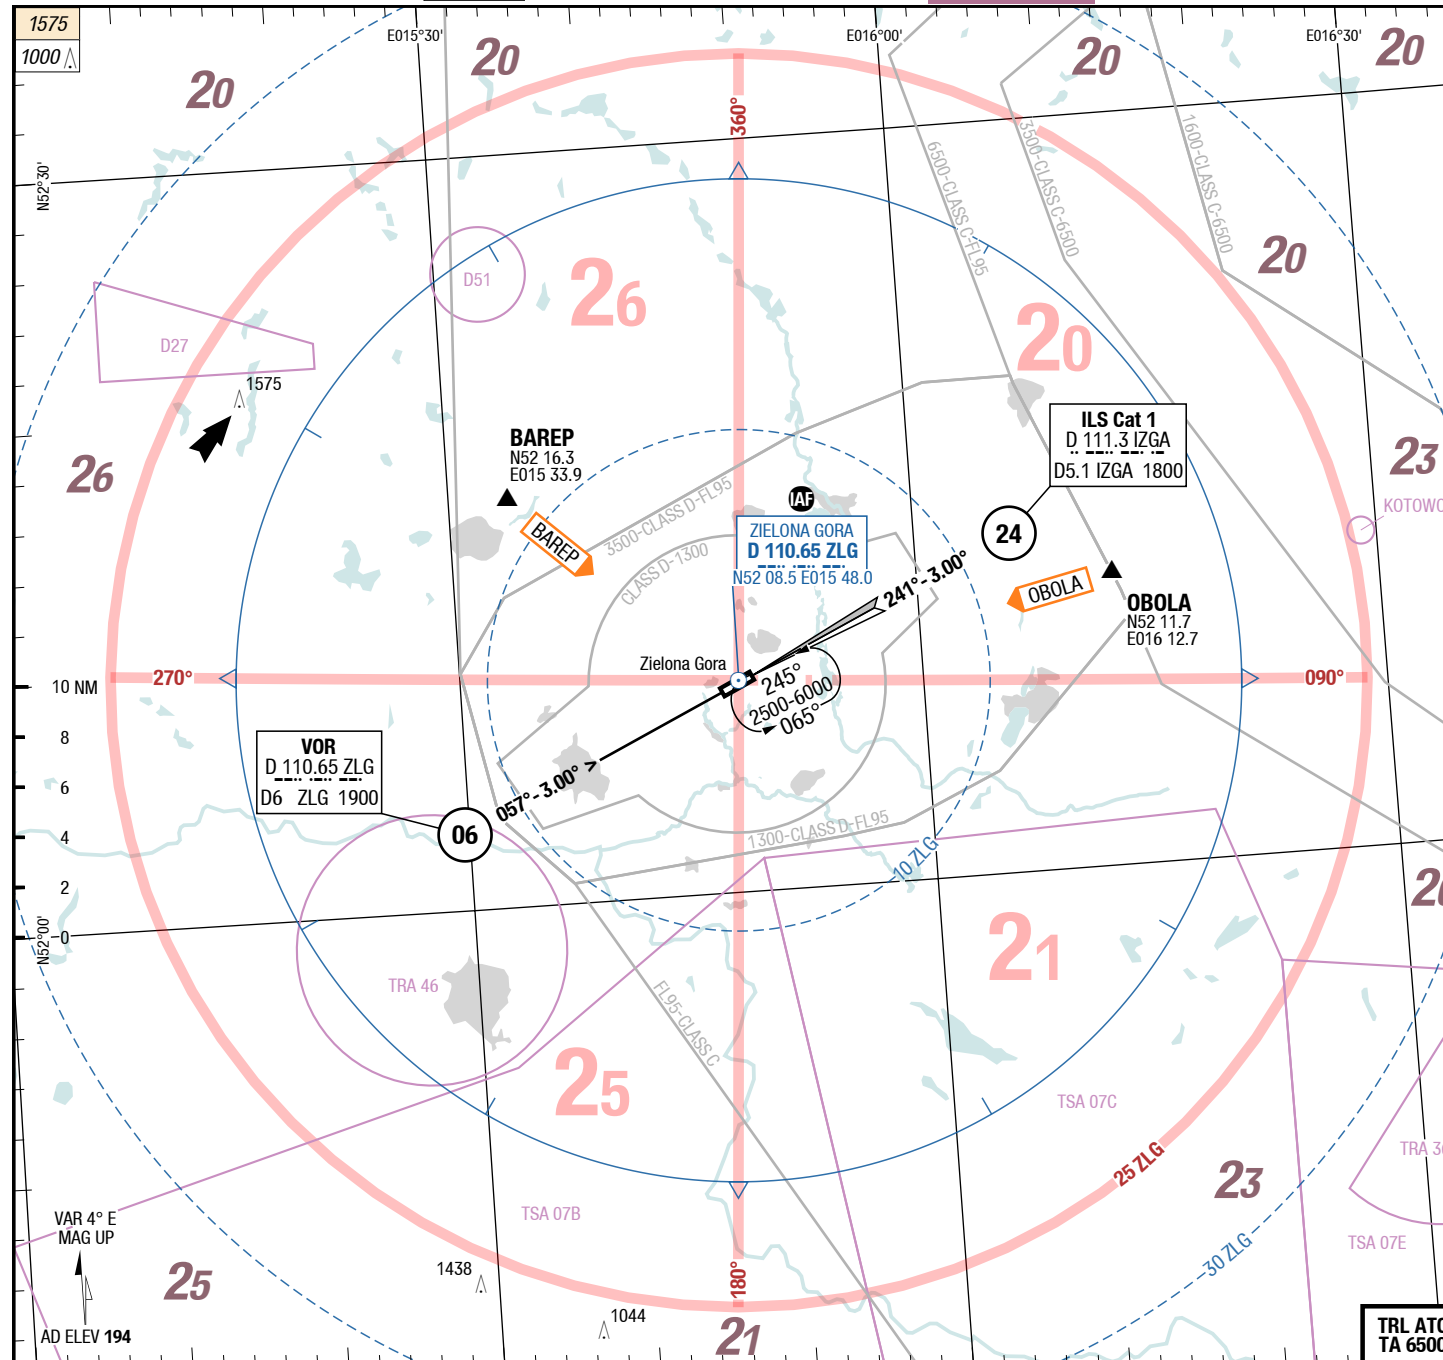 1575
1000
E015°30'
E016°00'
E016°30'
20
20
20
20
360°
N52°30'
6500-CLASS C-FL95
3500-CLASS C-6500
1600-CLASS C-6500
20
D51
26
20
D27
1575
26
BAREP
N52 16.3
E015 33.9
BAREP
ILS Cat 1
D 111.3 IZGA
D5.1 IZGA 1800
24
23
KOTOWO
3500-CLASS D-FL95
CLASS D-1300
IAF
ZIELONA GORA
D 110.65 ZLG
N52 08.5 E015 48.0
241°-3.00°
OBOLA
OBOLA
N52 11.7
E016 12.7
Zielona Gora
270°
090°
10 NM
8
6
4
2
0
245°
2500-6000
065°
VOR
D 110.65 ZLG
D6 ZLG 1900
06
057°-3.00° >
1300-CLASS D-FL95
10 ZLG
N52°00'
21
TRA 46
FL95-CLASS C
25
TSA 07C
25 ZLG
23
TSA 07B
TSA 07E
30 ZLG
VAR 4° E
MAG UP
25
1438
180°
1044
21
AD ELEV 194
TA 6500